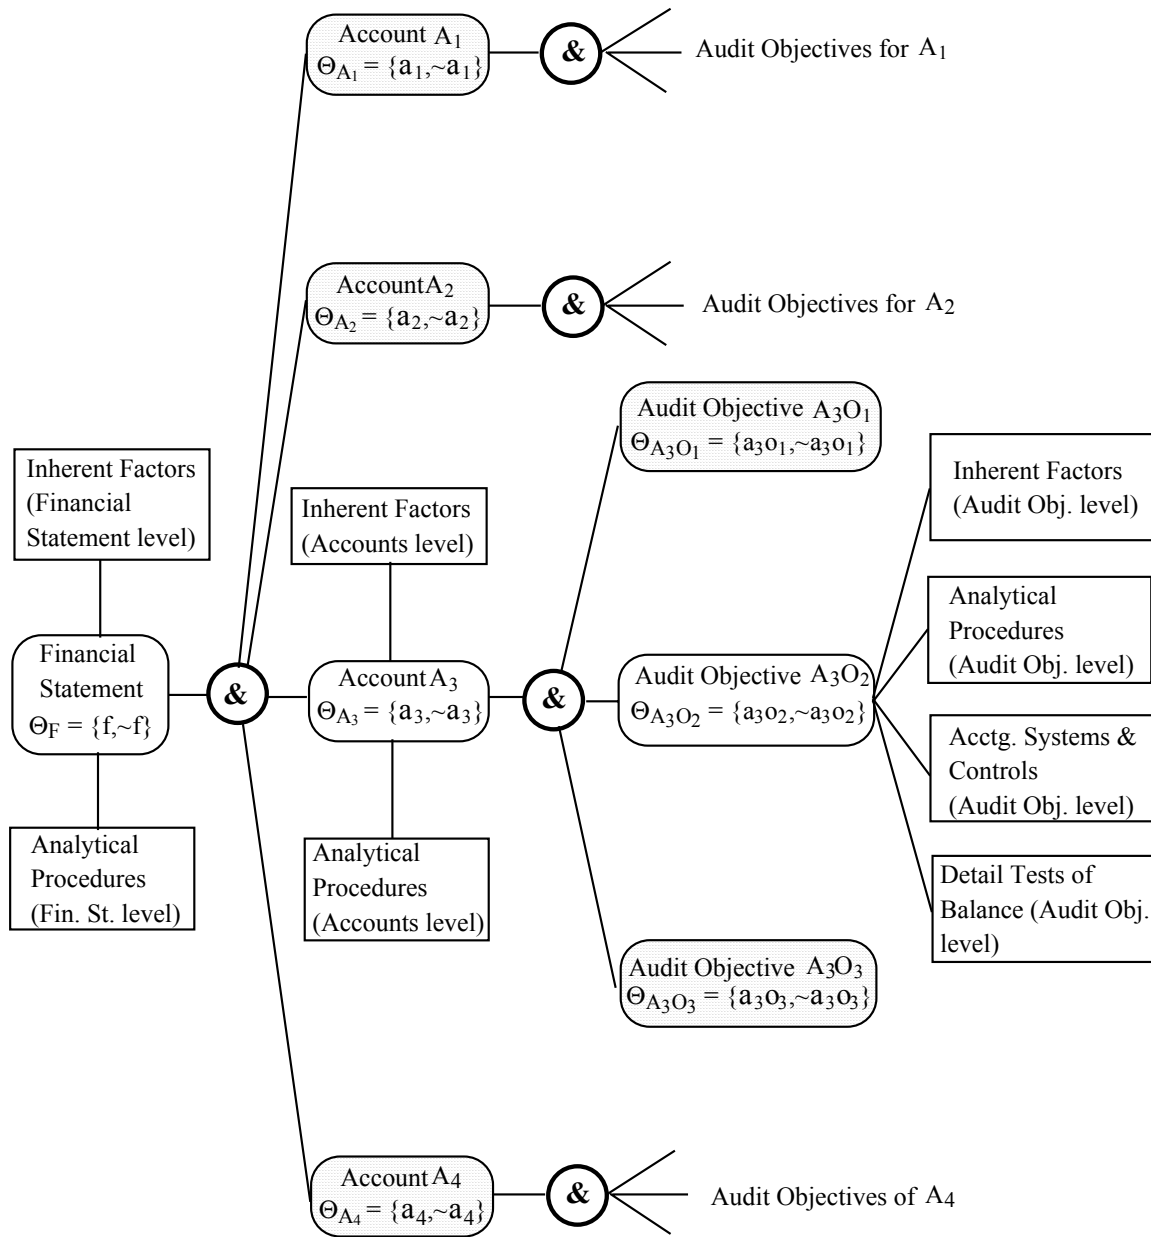 Account A1
ΘA1 = {a1,~a1}
&
Audit Objectives for A1
Account A2
ΘA2 = {a2,~a2}
&
Audit Objectives for A2
Audit Objective A3O1
ΘA3O1 = {a3o1,~a3o1}
Inherent Factors
(Financial
Statement level)
Inherent Factors
(Accounts level)
Inherent Factors
(Audit Obj. level)
Financial
Statement
ΘF = {f,~f}
&
Account A3
ΘA3 = {a3,~a3}
&
Audit Objective A3O2
ΘA3O2 = {a3o2,~a3o2}
Analytical
Procedures
(Audit Obj. level)
Acctg. Systems &
Controls
(Audit Obj. level)
Analytical
Procedures
(Fin. St. level)
Analytical
Procedures
(Accounts level)
Detail Tests of
Balance (Audit Obj.
level)
Audit Objective A3O3
ΘA3O3 = {a3o3,~a3o3}
Account A4
ΘA4 = {a4,~a4}
&
Audit Objectives of A4